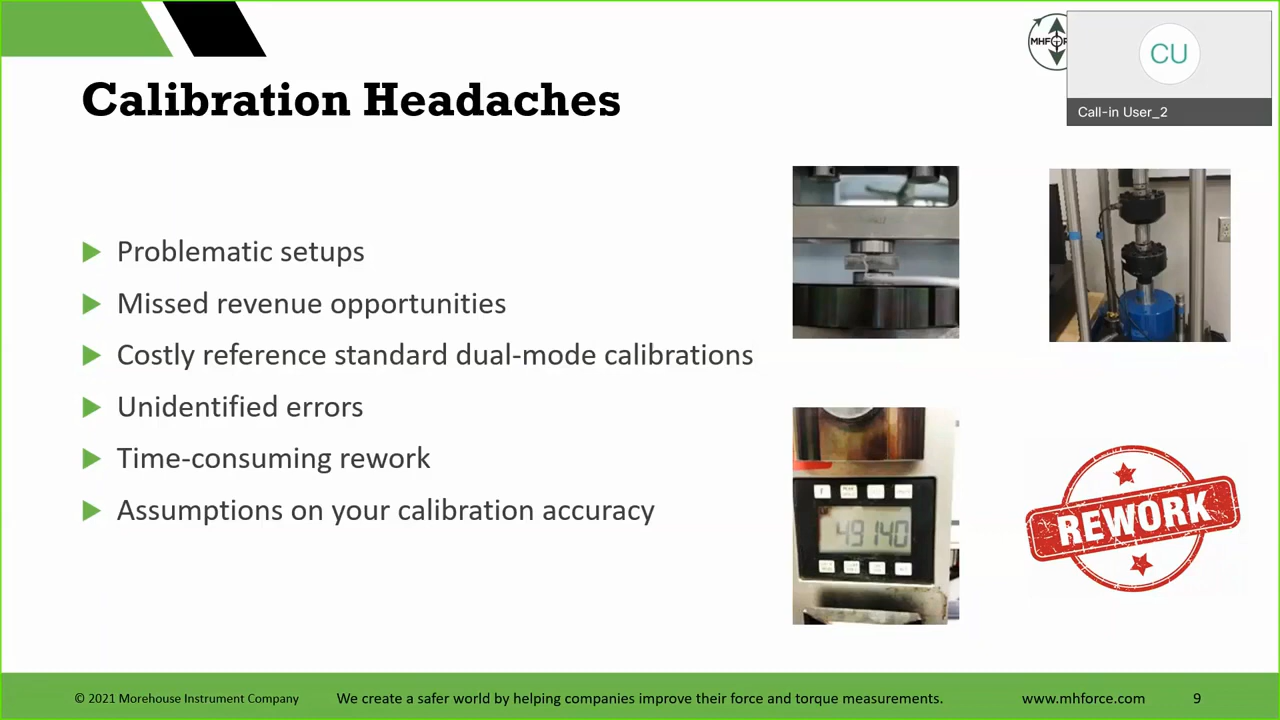 MHFOR
CU
Call-in User_2
Calibration Headaches
Problematic setups
Missed revenue opportunities
Costly reference standard dual-mode calibrations
Unidentified errors
Time-consuming rework
Assumptions on your calibration accuracy
49140
REWORK
© 2021 Morehouse Instrument Company
We create a safer world by helping companies improve their force and torque measurements.
www.mhforce.com
9